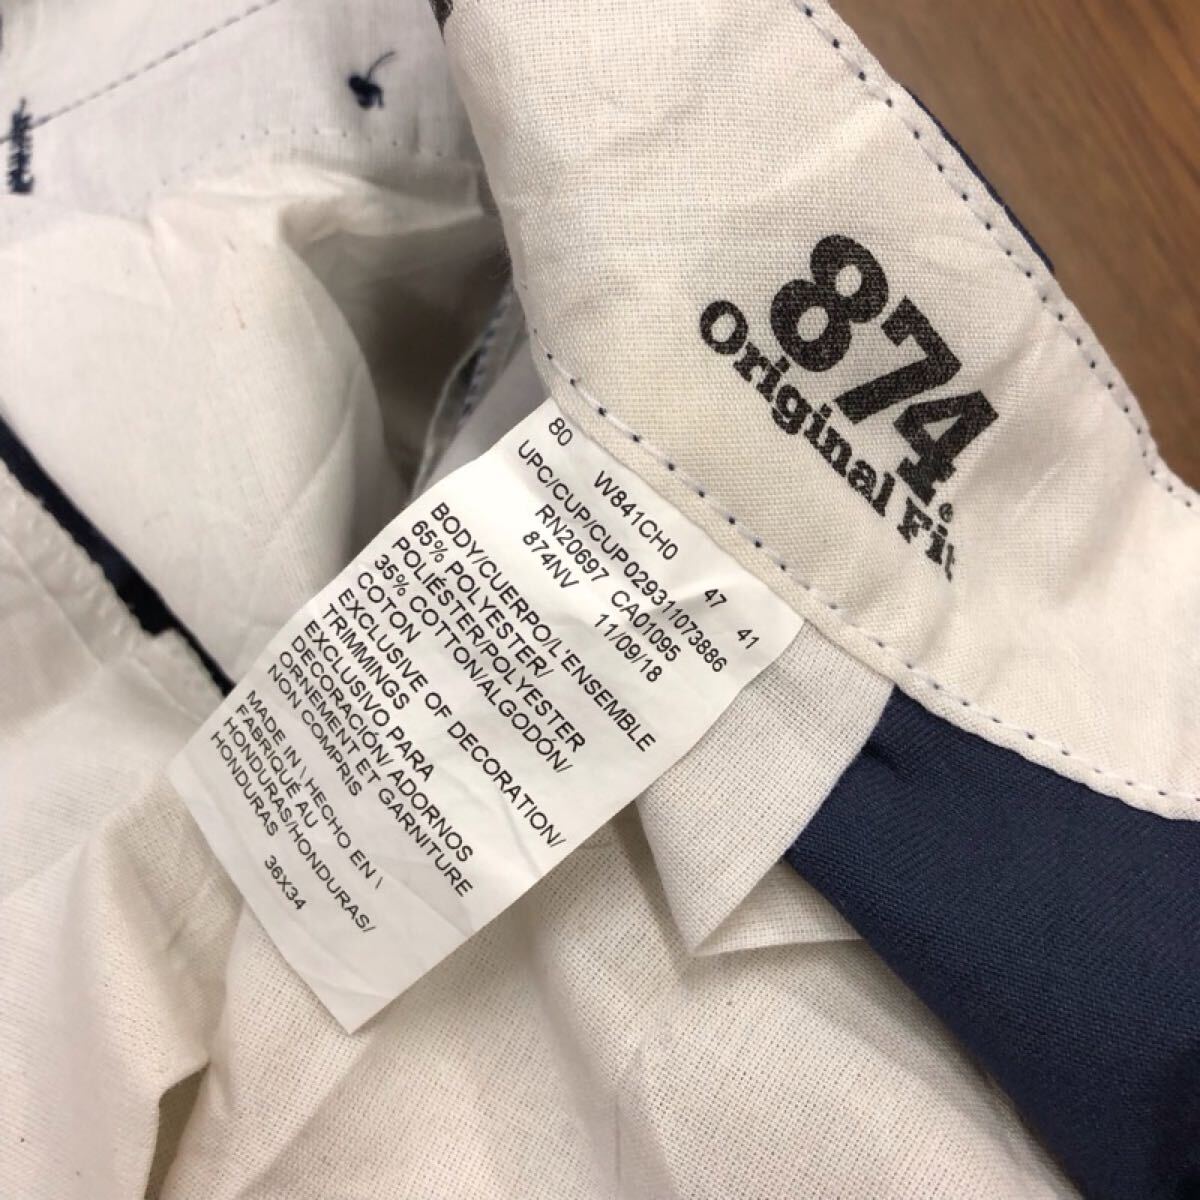 874®
Original Fit
80 W841CH0 47 41
UPC/CUP/CUP029311073886
RN20697 CA01095
874NV 11/09/18
BODY/CUERPO/L'ENSEMBLE
65% POLYESTER/
POLIÉSTER/POLYESTER
35% COTTON/ALGODÓN/
COTON
EXCLUSIVE OF DECORATION/
TRIMMINGS
EXCLUSIVO PARA
DECORACIÓN/ ADORNOS
ORNEMENT ET GARNITURE
NON COMPRIS
MADE IN \ HECHO EN \
FABRIQUÉ AU
HONDURAS/HONDURAS/
HONDURAS 36X34